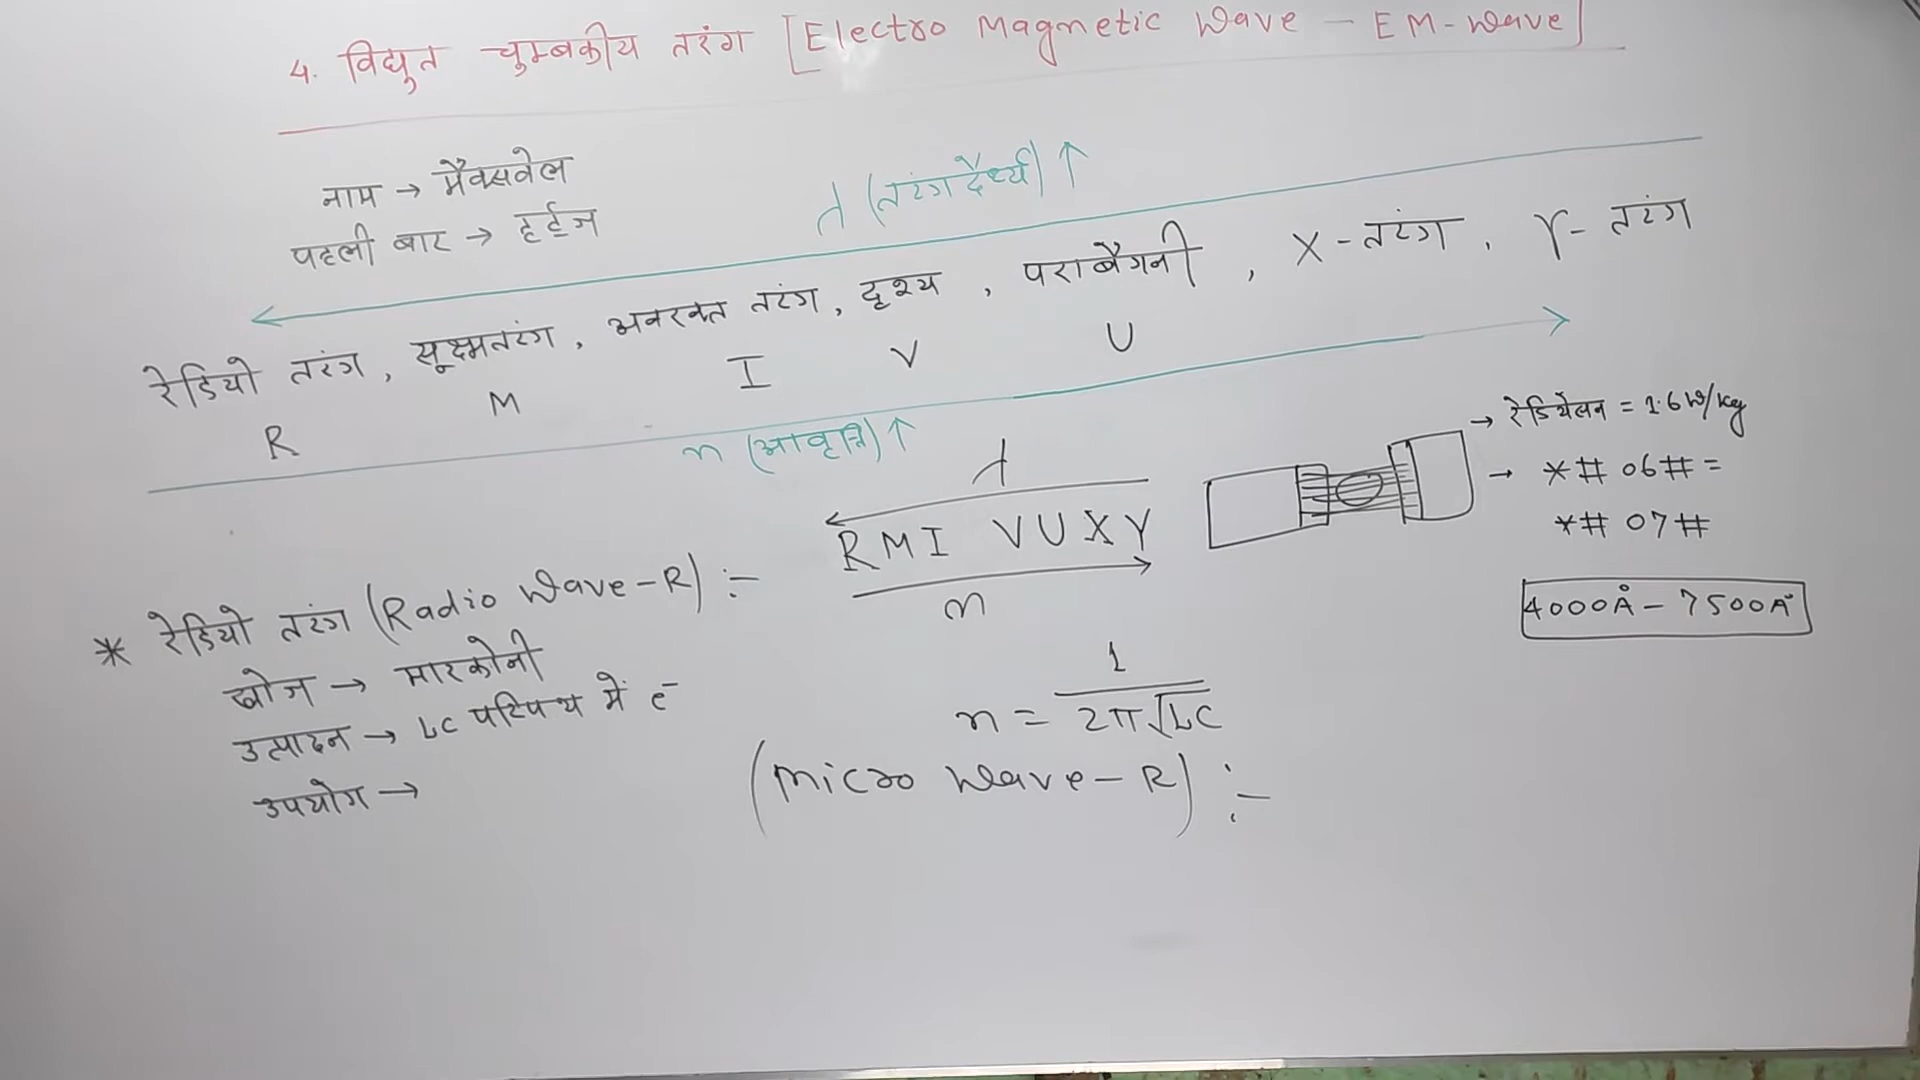 4. विद्युत चुम्बकीय तरंग [Electro Magnetic Wave - EM-Wave]
नाम → मैक्सवेल
पहली बार → हर्ट्ज
λ (तरंगदैर्ध्य) ↑
रेडियो तरंग, सूक्ष्मतरंग, अवरक्त तरंग, दृश्य, पराबैगनी, X-तरंग, γ-तरंग
R M I V U
n (आवृत्ति) ↑
λ
RMI VUXY
n
→ रेडियेसन = 1.6W/kg
→ *# 06# =
*# 07#
4000Å - 7500Å
* रेडियो तरंग (Radio Wave-R) :-
खोज → मारकोनी
उत्पादन → LC परिपथ में e⁻
n = 1/2π√LC
उपयोग →
(Micro Wave-R) :-